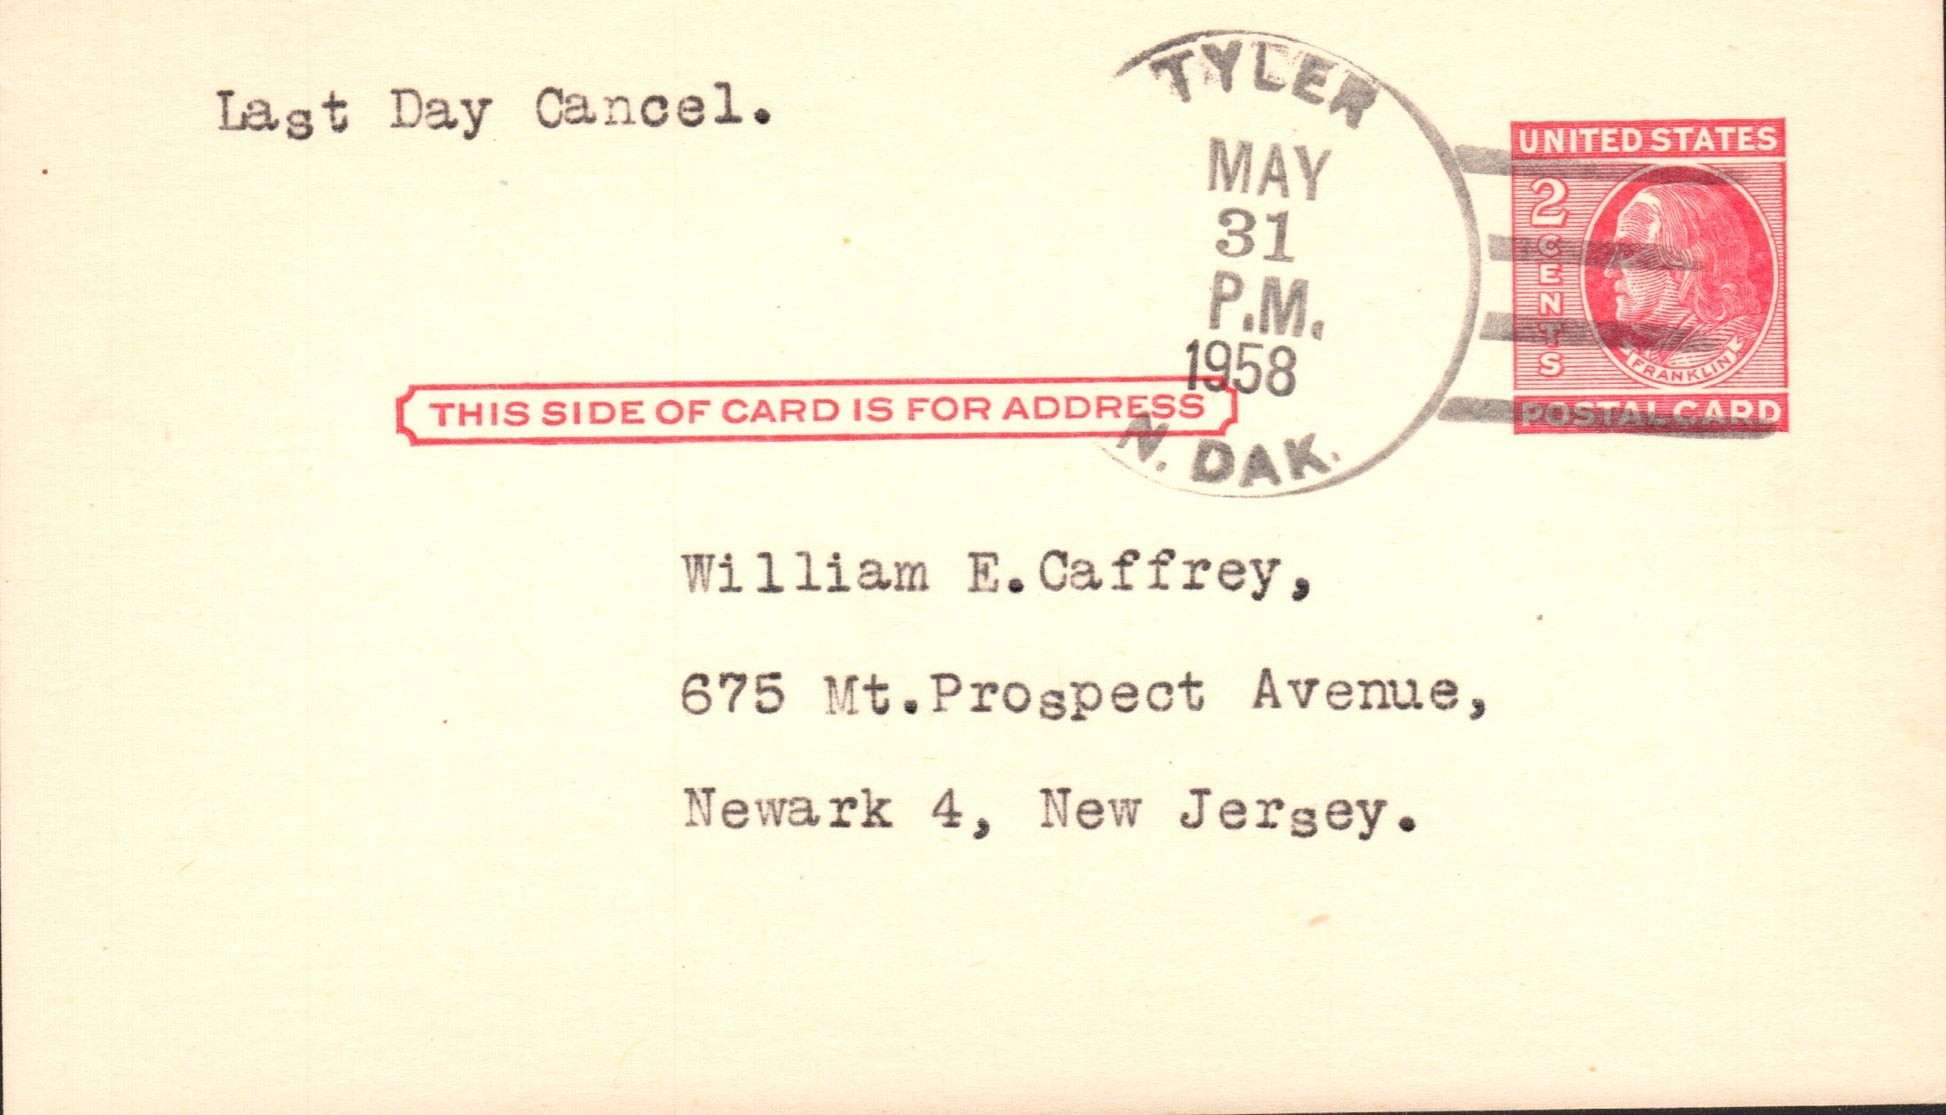 Last Day Cancel.
TYLER
MAY
31
P.M.
1958
N. DAK.
UNITED STATES
2
CENTS
FRANKLIN
POSTAL CARD
THIS SIDE OF CARD IS FOR ADDRESS
William E.Caffrey,
675 Mt.Prospect Avenue,
Newark 4, New Jersey.